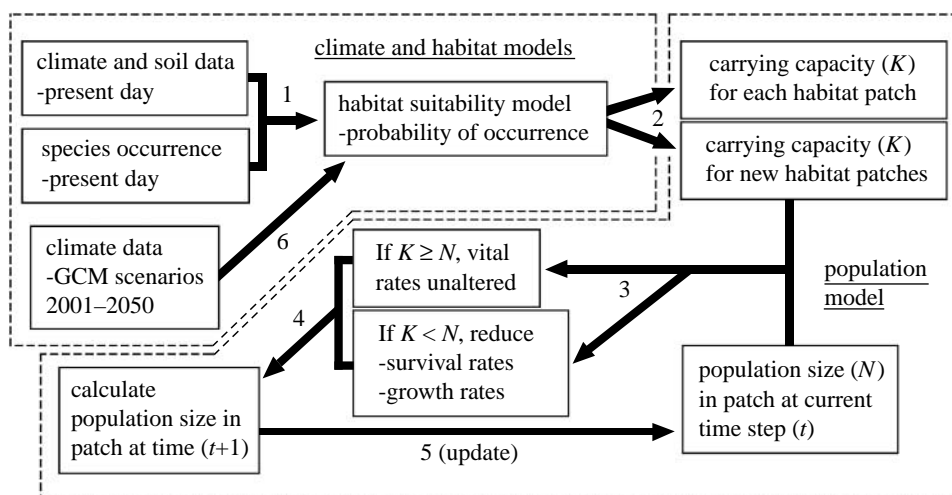 climate and habitat models
climate and soil data
-present day
1
species occurrence
-present day
habitat suitability model
-probability of occurrence
2
carrying capacity (K)
for each habitat patch
carrying capacity (K)
for new habitat patches
climate data
-GCM scenarios
2001–2050
6
If K ≥ N, vital
rates unaltered
3
population
model
4
If K < N, reduce
-survival rates
-growth rates
calculate
population size in
patch at time (t+1)
5 (update)
population size (N)
in patch at current
time step (t)